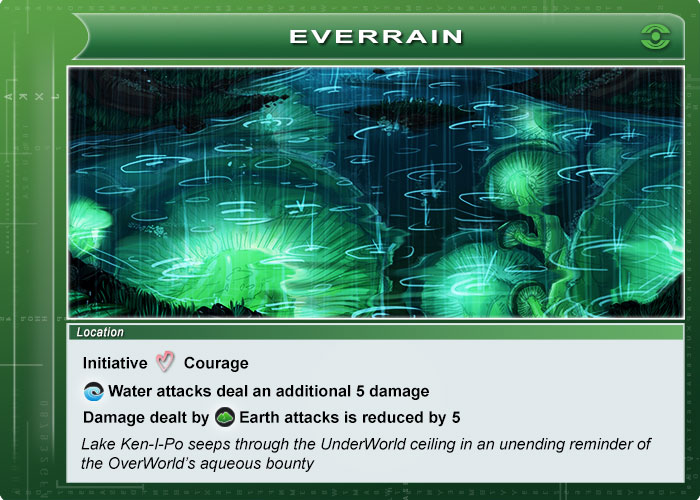 EVERRAIN
Location
Initiative Courage
Water attacks deal an additional 5 damage
Damage dealt by Earth attacks is reduced by 5
Lake Ken-I-Po seeps through the UnderWorld ceiling in an unending reminder of
the OverWorld's aqueous bounty